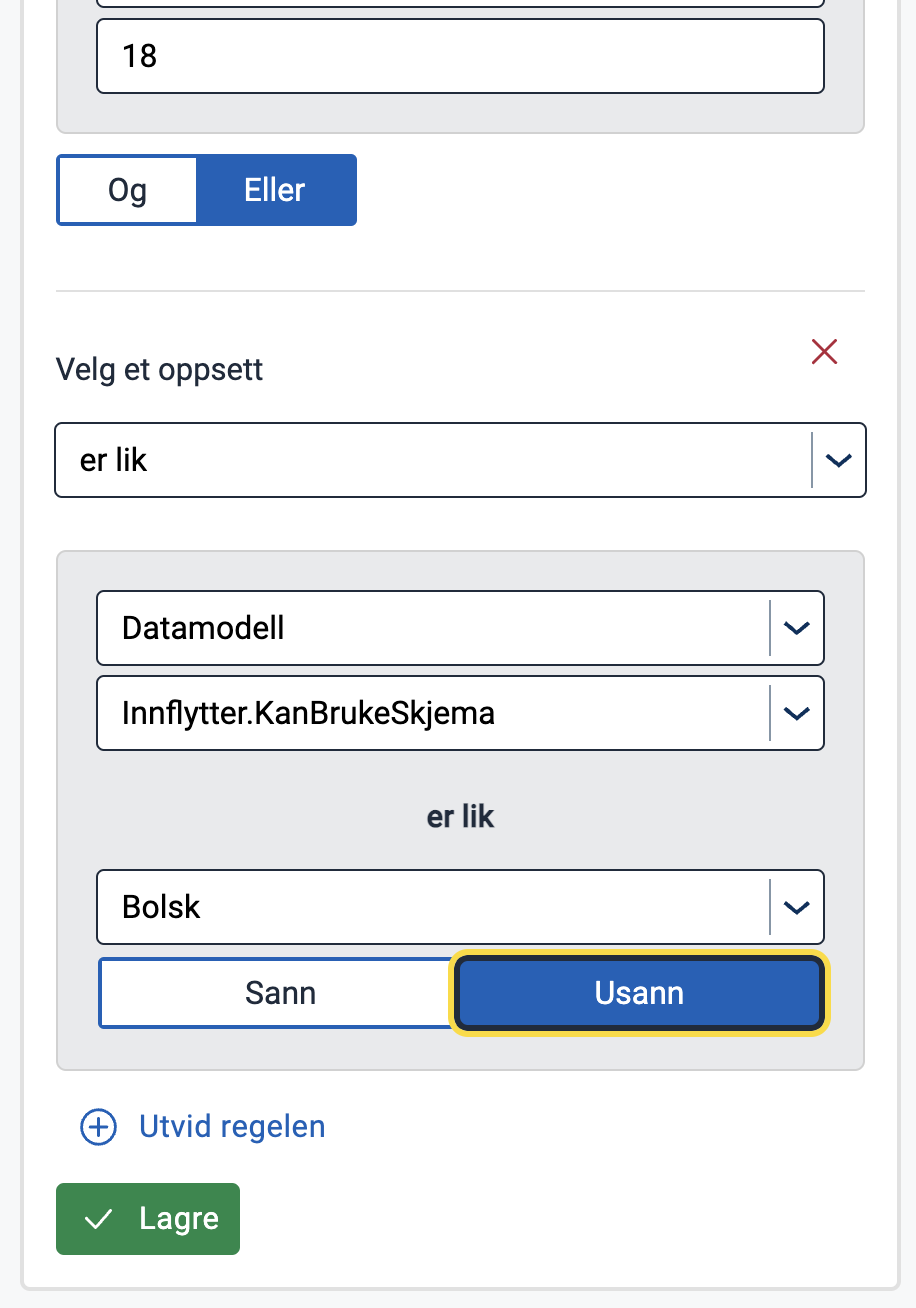 18
Og Eller
Velg et oppsett
er lik
Datamodell
Innflytter.KanBrukeSkjema
er lik
Bolsk
Sann Usann
Utvid regelen
Lagre